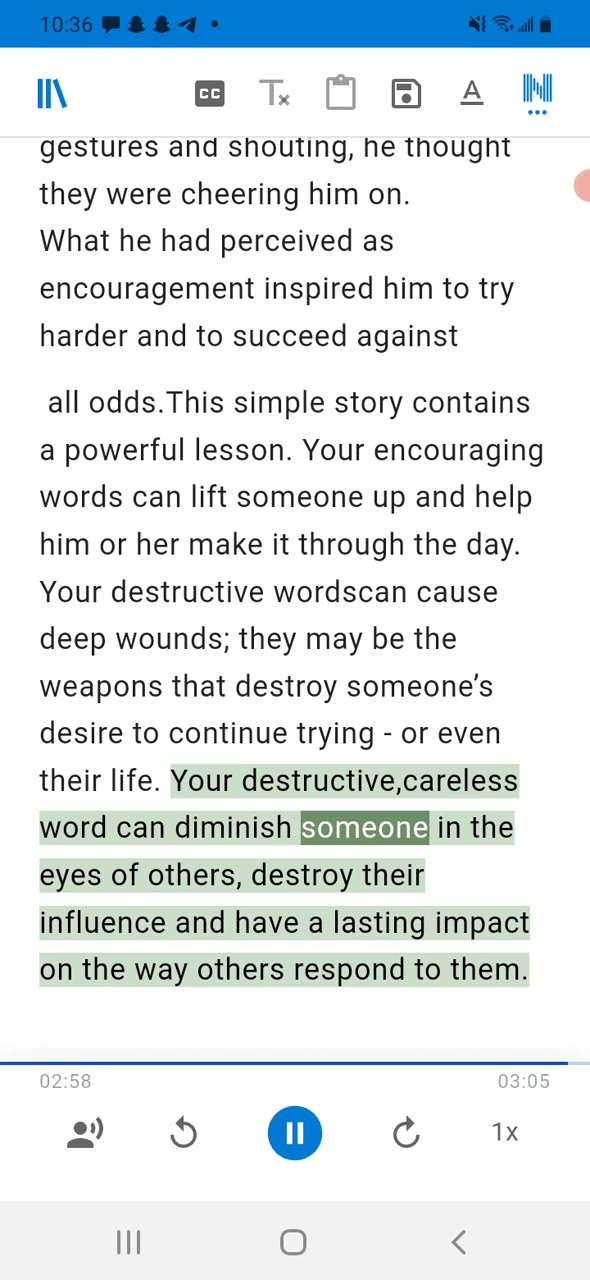 10:36
CC
gestures and shouting, he thought
they were cheering him on.
What he had perceived as
encouragement inspired him to try
harder and to succeed against
all odds.This simple story contains
a powerful lesson. Your encouraging
words can lift someone up and help
him or her make it through the day.
Your destructive wordscan cause
deep wounds; they may be the
weapons that destroy someone’s
desire to continue trying - or even
their life. Your destructive,careless
word can diminish someone in the
eyes of others, destroy their
influence and have a lasting impact
on the way others respond to them.
02:58 03:05
1x